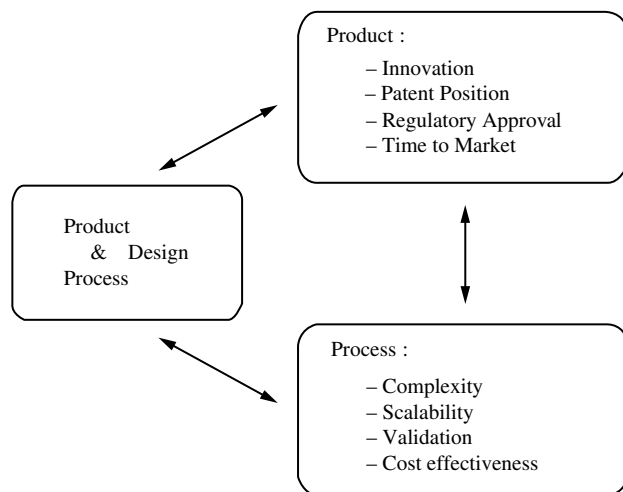 Product :
– Innovation
– Patent Position
– Regulatory Approval
– Time to Market
Product
& Design
Process
Process :
– Complexity
– Scalability
– Validation
– Cost effectiveness